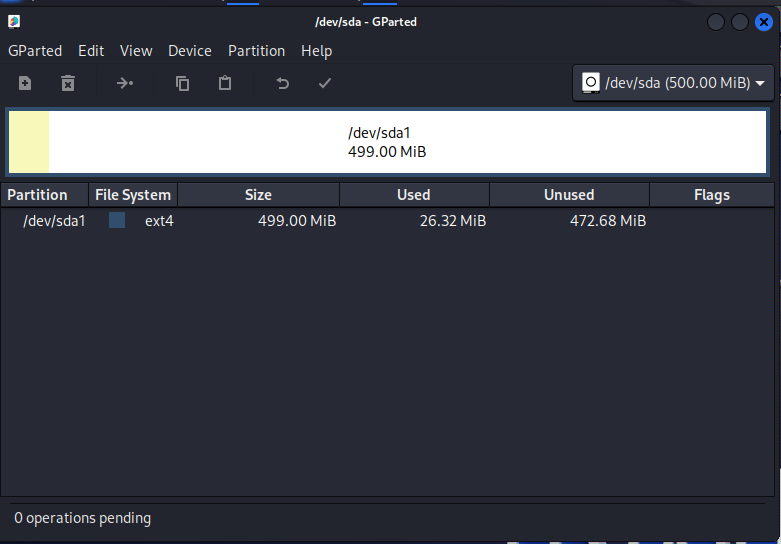 /dev/sda - GParted
GParted Edit View Device Partition Help
/dev/sda (500.00 MiB)
/dev/sda1
499.00 MiB
Partition File System Size Used Unused Flags
/dev/sda1 ext4 499.00 MiB 26.32 MiB 472.68 MiB
0 operations pending